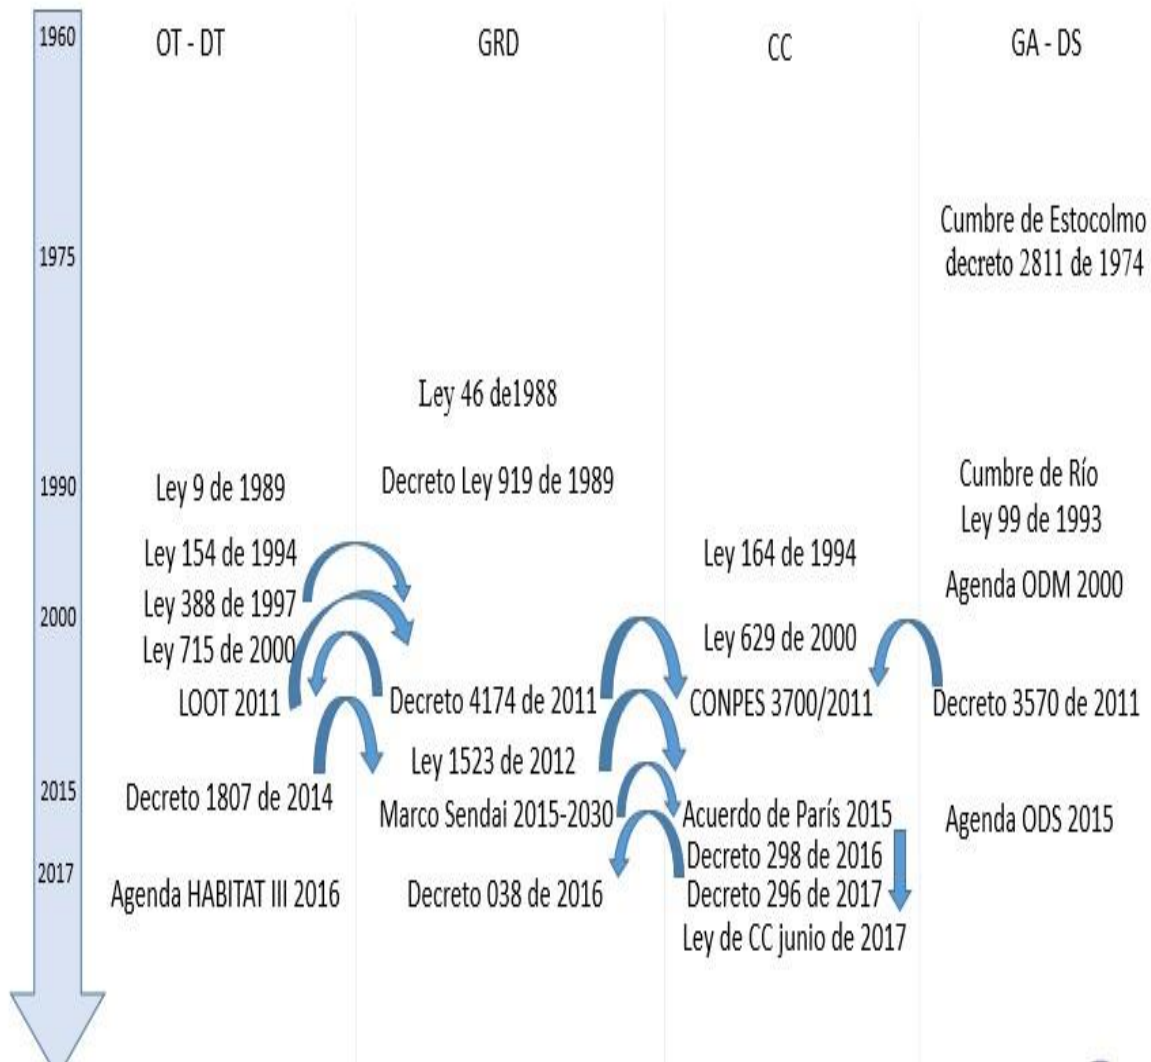 1960
1975
1990
2000
2015
2017
OT - DT
Ley 9 de 1989
Ley 154 de 1994
Ley 388 de 1997
Ley 715 de 2000
LOOT 2011
Decreto 1807 de 2014
Agenda HABITAT III 2016
GRD
Ley 46 de1988
Decreto Ley 919 de 1989
Decreto 4174 de 2011
Ley 1523 de 2012
Marco Sendai 2015-2030
Decreto 038 de 2016
CC
Ley 164 de 1994
Ley 629 de 2000
CONPES 3700/2011
Acuerdo de París 2015
Decreto 298 de 2016
Decreto 296 de 2017
Ley de CC junio de 2017
GA - DS
Cumbre de Estocolmo
decreto 2811 de 1974
Cumbre de Río
Ley 99 de 1993
Agenda ODM 2000
Decreto 3570 de 2011
Agenda ODS 2015